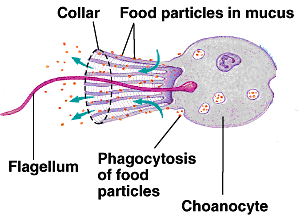 Collar
Food particles in mucus
Flagellum
Phagocytosis
of food
particles
Choanocyte